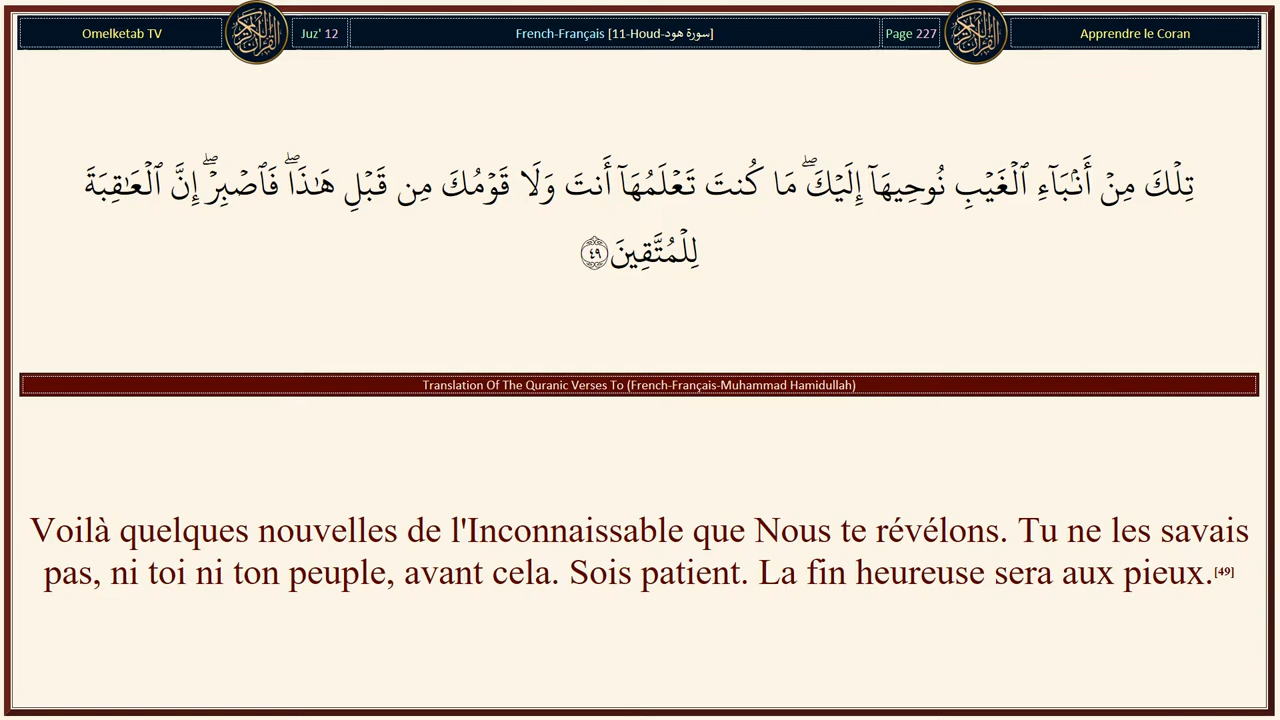 Omelketab TV
Juz' 12
French-Français [11-Houd-سورة هود]
Page 227
Apprendre le Coran
تِلۡكَ مِنۡ أَنۢبَآءِ ٱلۡغَيۡبِ نُوحِيهَآ إِلَيۡكَۖ مَا كُنتَ تَعۡلَمُهَآ أَنتَ وَلَا قَوۡمُكَ مِن قَبۡلِ هَٰذَاۖ فَٱصۡبِرۡۖ إِنَّ ٱلۡعَٰقِبَةَ
لِلۡمُتَّقِينَ ٤٩
Translation Of The Quranic Verses To (French-Français-Muhammad Hamidullah)
Voilà quelques nouvelles de l'Inconnaissable que Nous te révélons. Tu ne les savais
pas, ni toi ni ton peuple, avant cela. Sois patient. La fin heureuse sera aux pieux.[49]